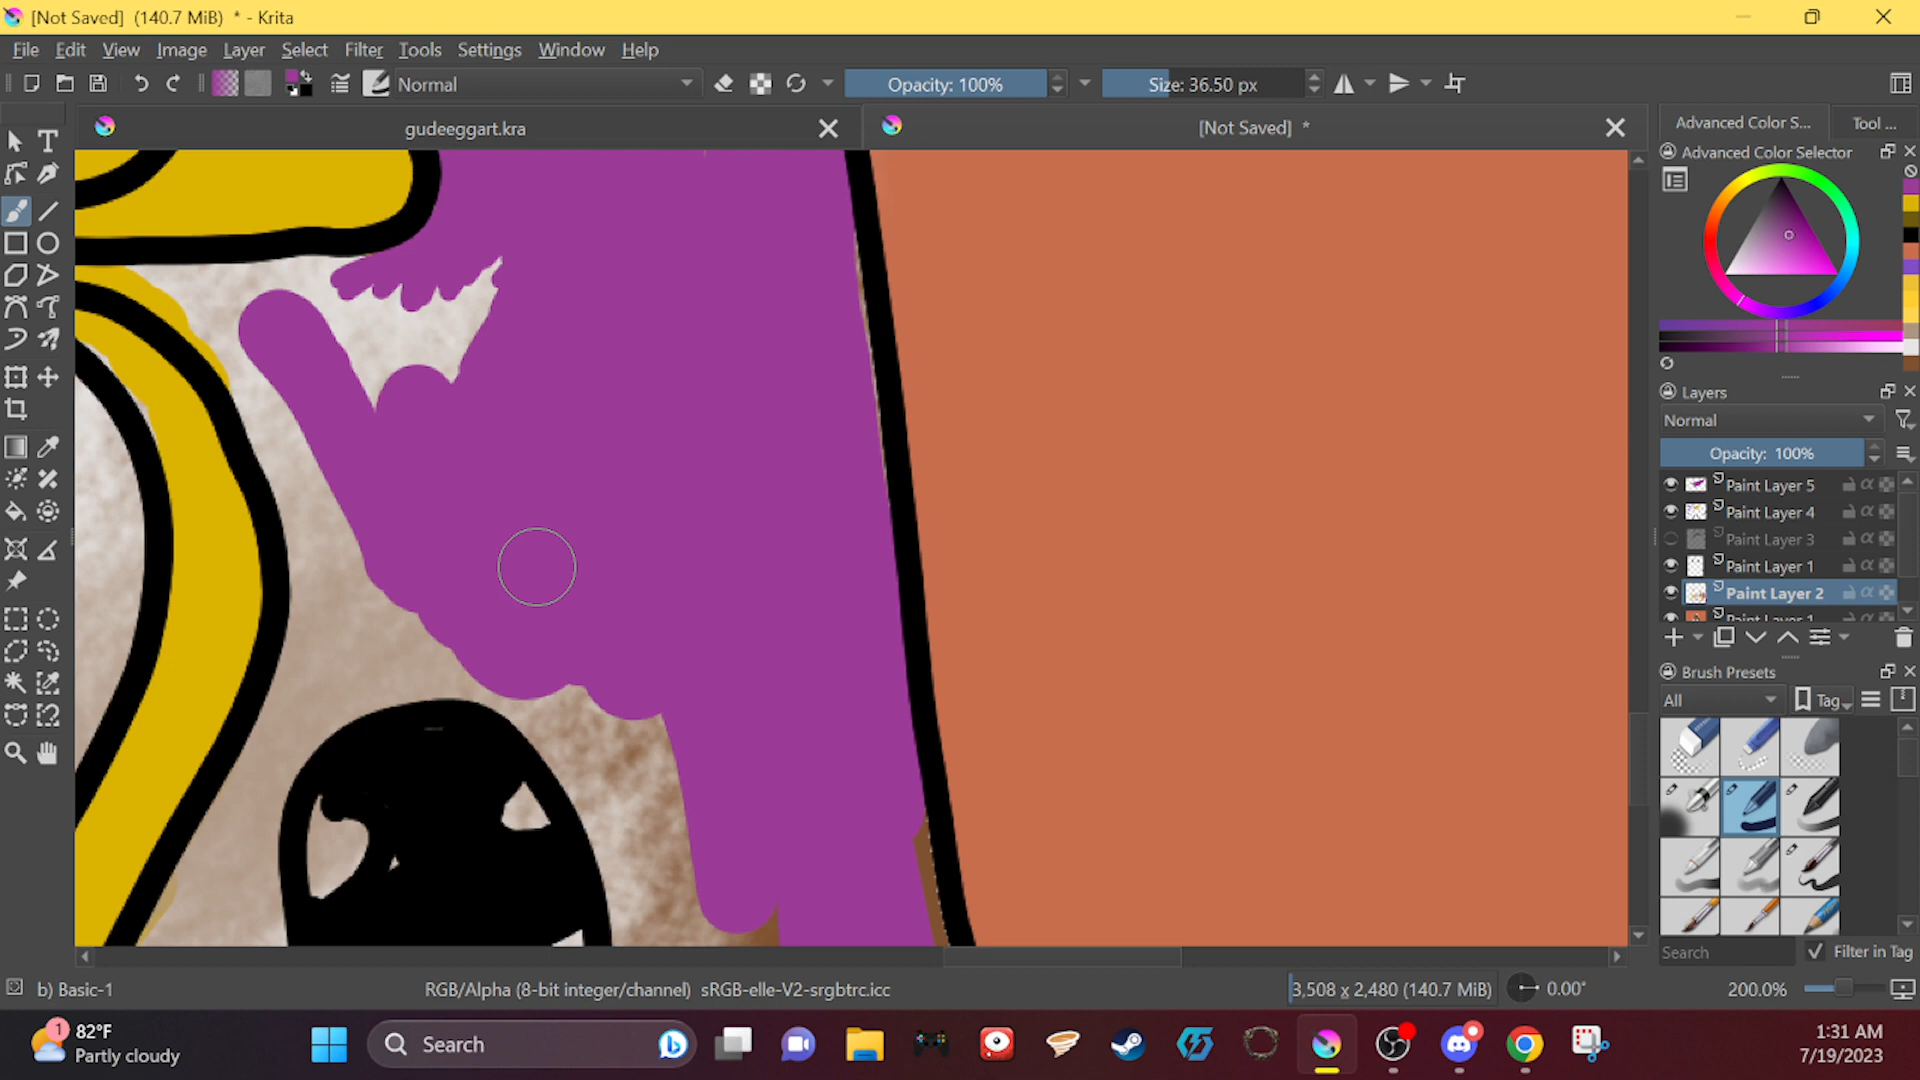 [Not Saved] (140.7 MiB) * - Krita
File Edit View Image Layer Select Filter Tools Settings Window Help
Normal
Opacity: 100%
Size: 36.50 px
gudeeggart.kra
[Not Saved] *
Advanced Color S...
Tool ...
Advanced Color Selector
Layers
Normal
Opacity: 100%
Paint Layer 5
Paint Layer 4
Paint Layer 3
Paint Layer 1
Paint Layer 2
Paint Layer 1
Brush Presets
All
Tag
Search
Filter in Tag
b) Basic-1
RGB/Alpha (8-bit integer/channel) sRGB-elle-V2-srgbtrc.icc
3,508 x 2,480 (140.7 MiB)
0.00°
200.0%
1
82°F
Partly cloudy
Search
1:31 AM
7/19/2023